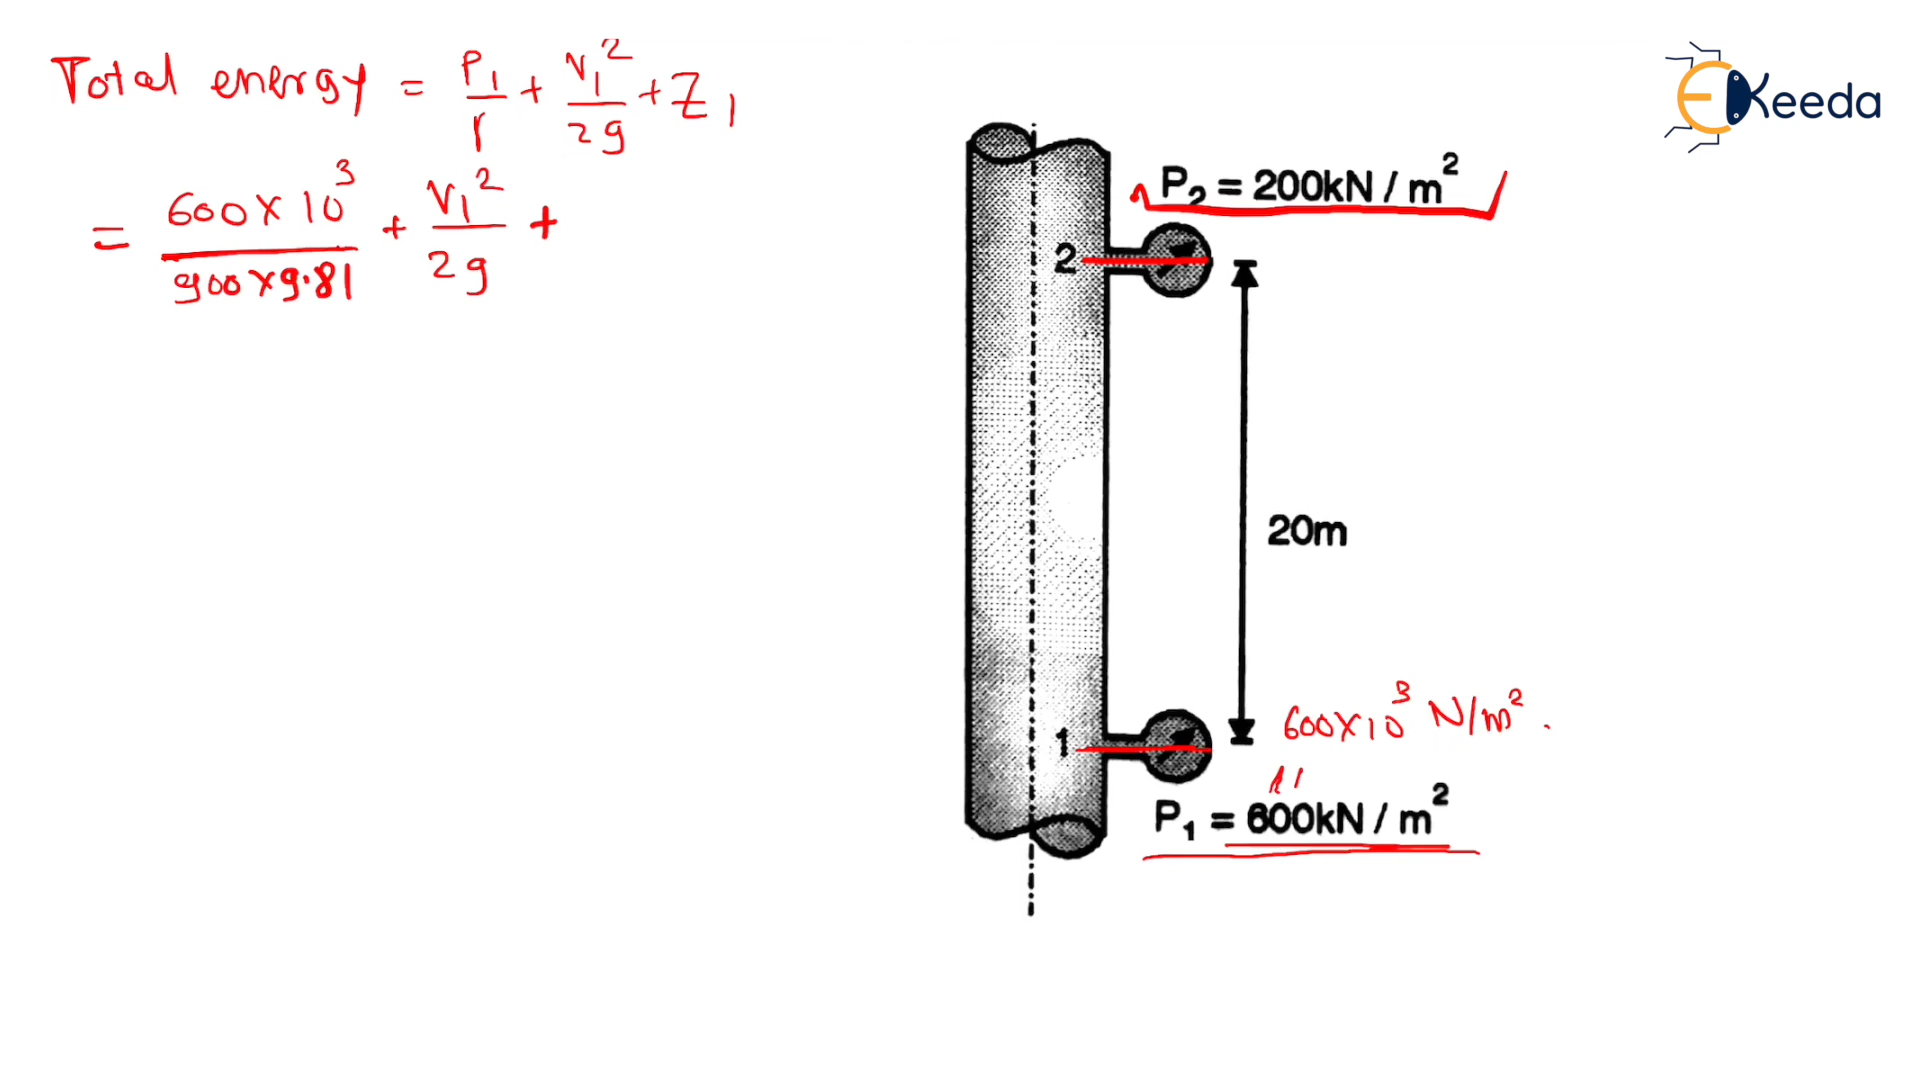 Total energy = P₁/r + V₁²/2g + Z₁
= 600 × 10³/900 × 9.81 + V₁²/2g +
EKeeda
P₂ = 200kN / m²
2
20m
600×10³ N/m².
1
P₁ = 600kN / m²